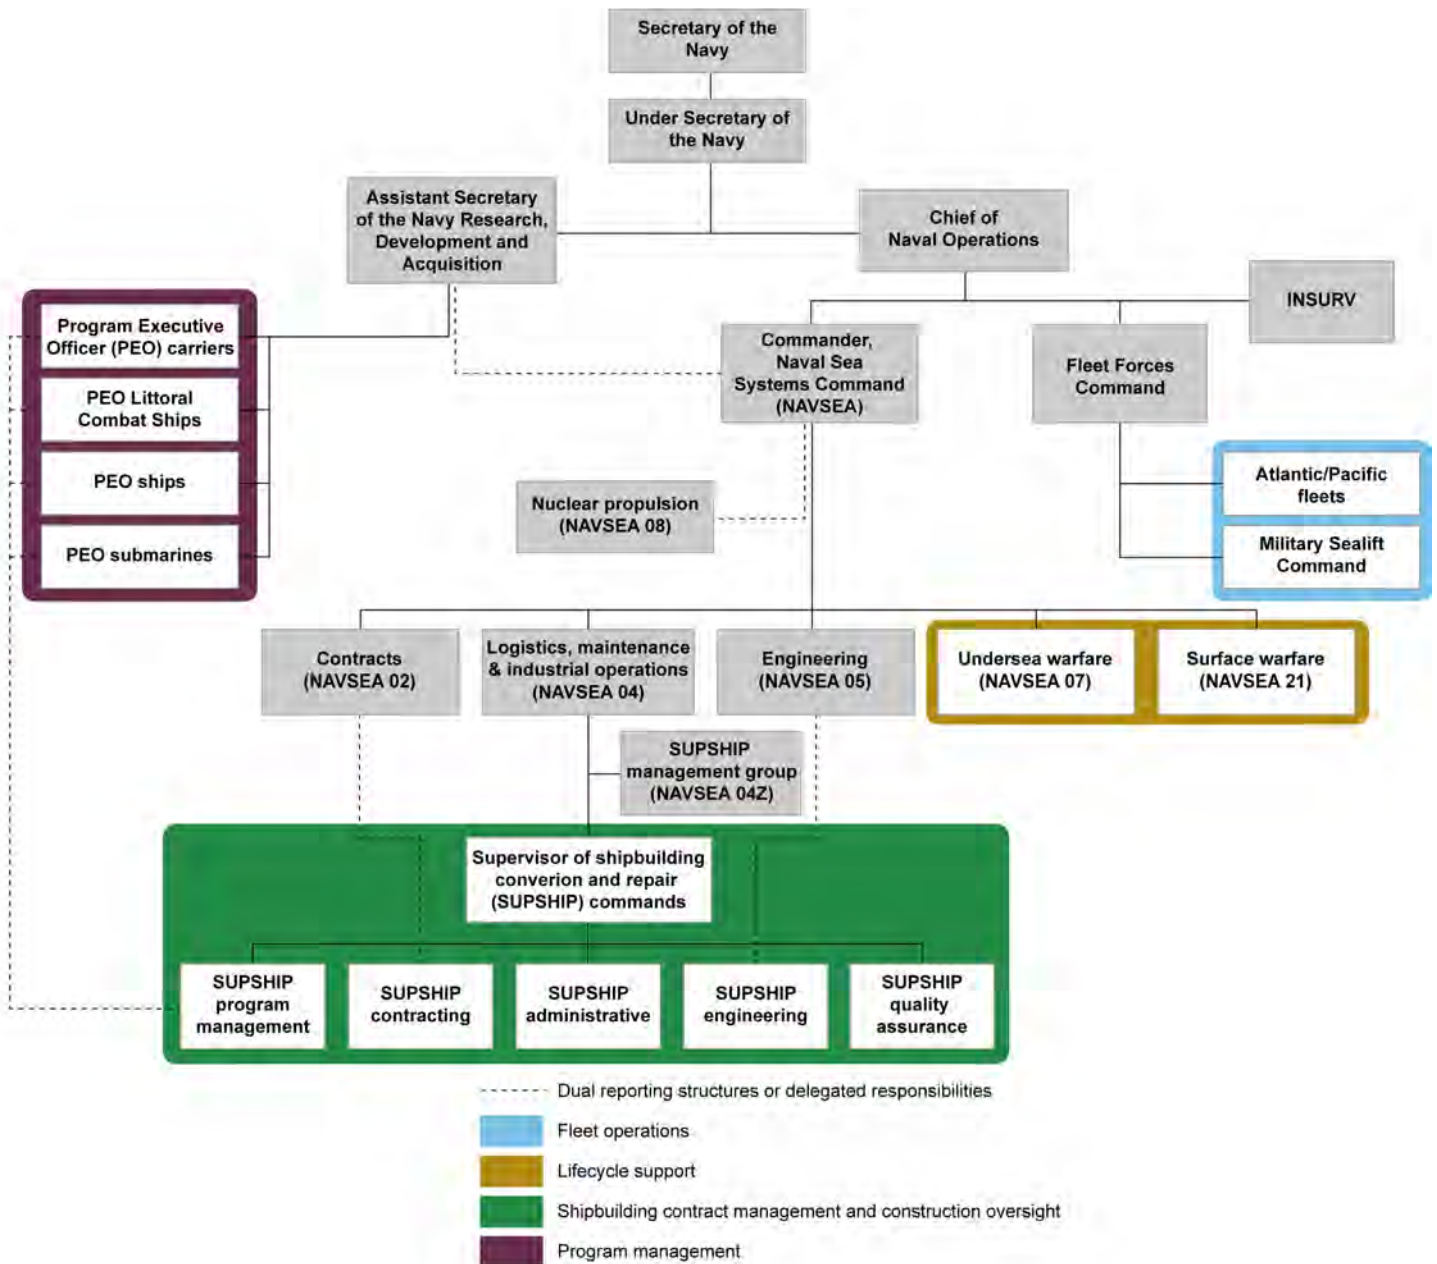 Secretary of the
Navy
Under Secretary of
the Navy
Assistant Secretary
of the Navy Research,
Development and
Acquisition
Chief of
Naval Operations
INSURV
Program Executive
Officer (PEO) carriers
PEO Littoral
Combat Ships
PEO ships
PEO submarines
Commander,
Naval Sea
Systems Command
(NAVSEA)
Fleet Forces
Command
Atlantic/Pacific
fleets
Military Sealift
Command
Nuclear propulsion
(NAVSEA 08)
Contracts
(NAVSEA 02)
Logistics, maintenance
& industrial operations
(NAVSEA 04)
Engineering
(NAVSEA 05)
Undersea warfare
(NAVSEA 07)
Surface warfare
(NAVSEA 21)
SUPSHIP
management group
(NAVSEA 04Z)
Supervisor of shipbuilding
converion and repair
(SUPSHIP) commands
SUPSHIP
program
management
SUPSHIP
contracting
SUPSHIP
administrative
SUPSHIP
engineering
SUPSHIP
quality
assurance
Dual reporting structures or delegated responsibilities
Fleet operations
Lifecycle support
Shipbuilding contract management and construction oversight
Program management